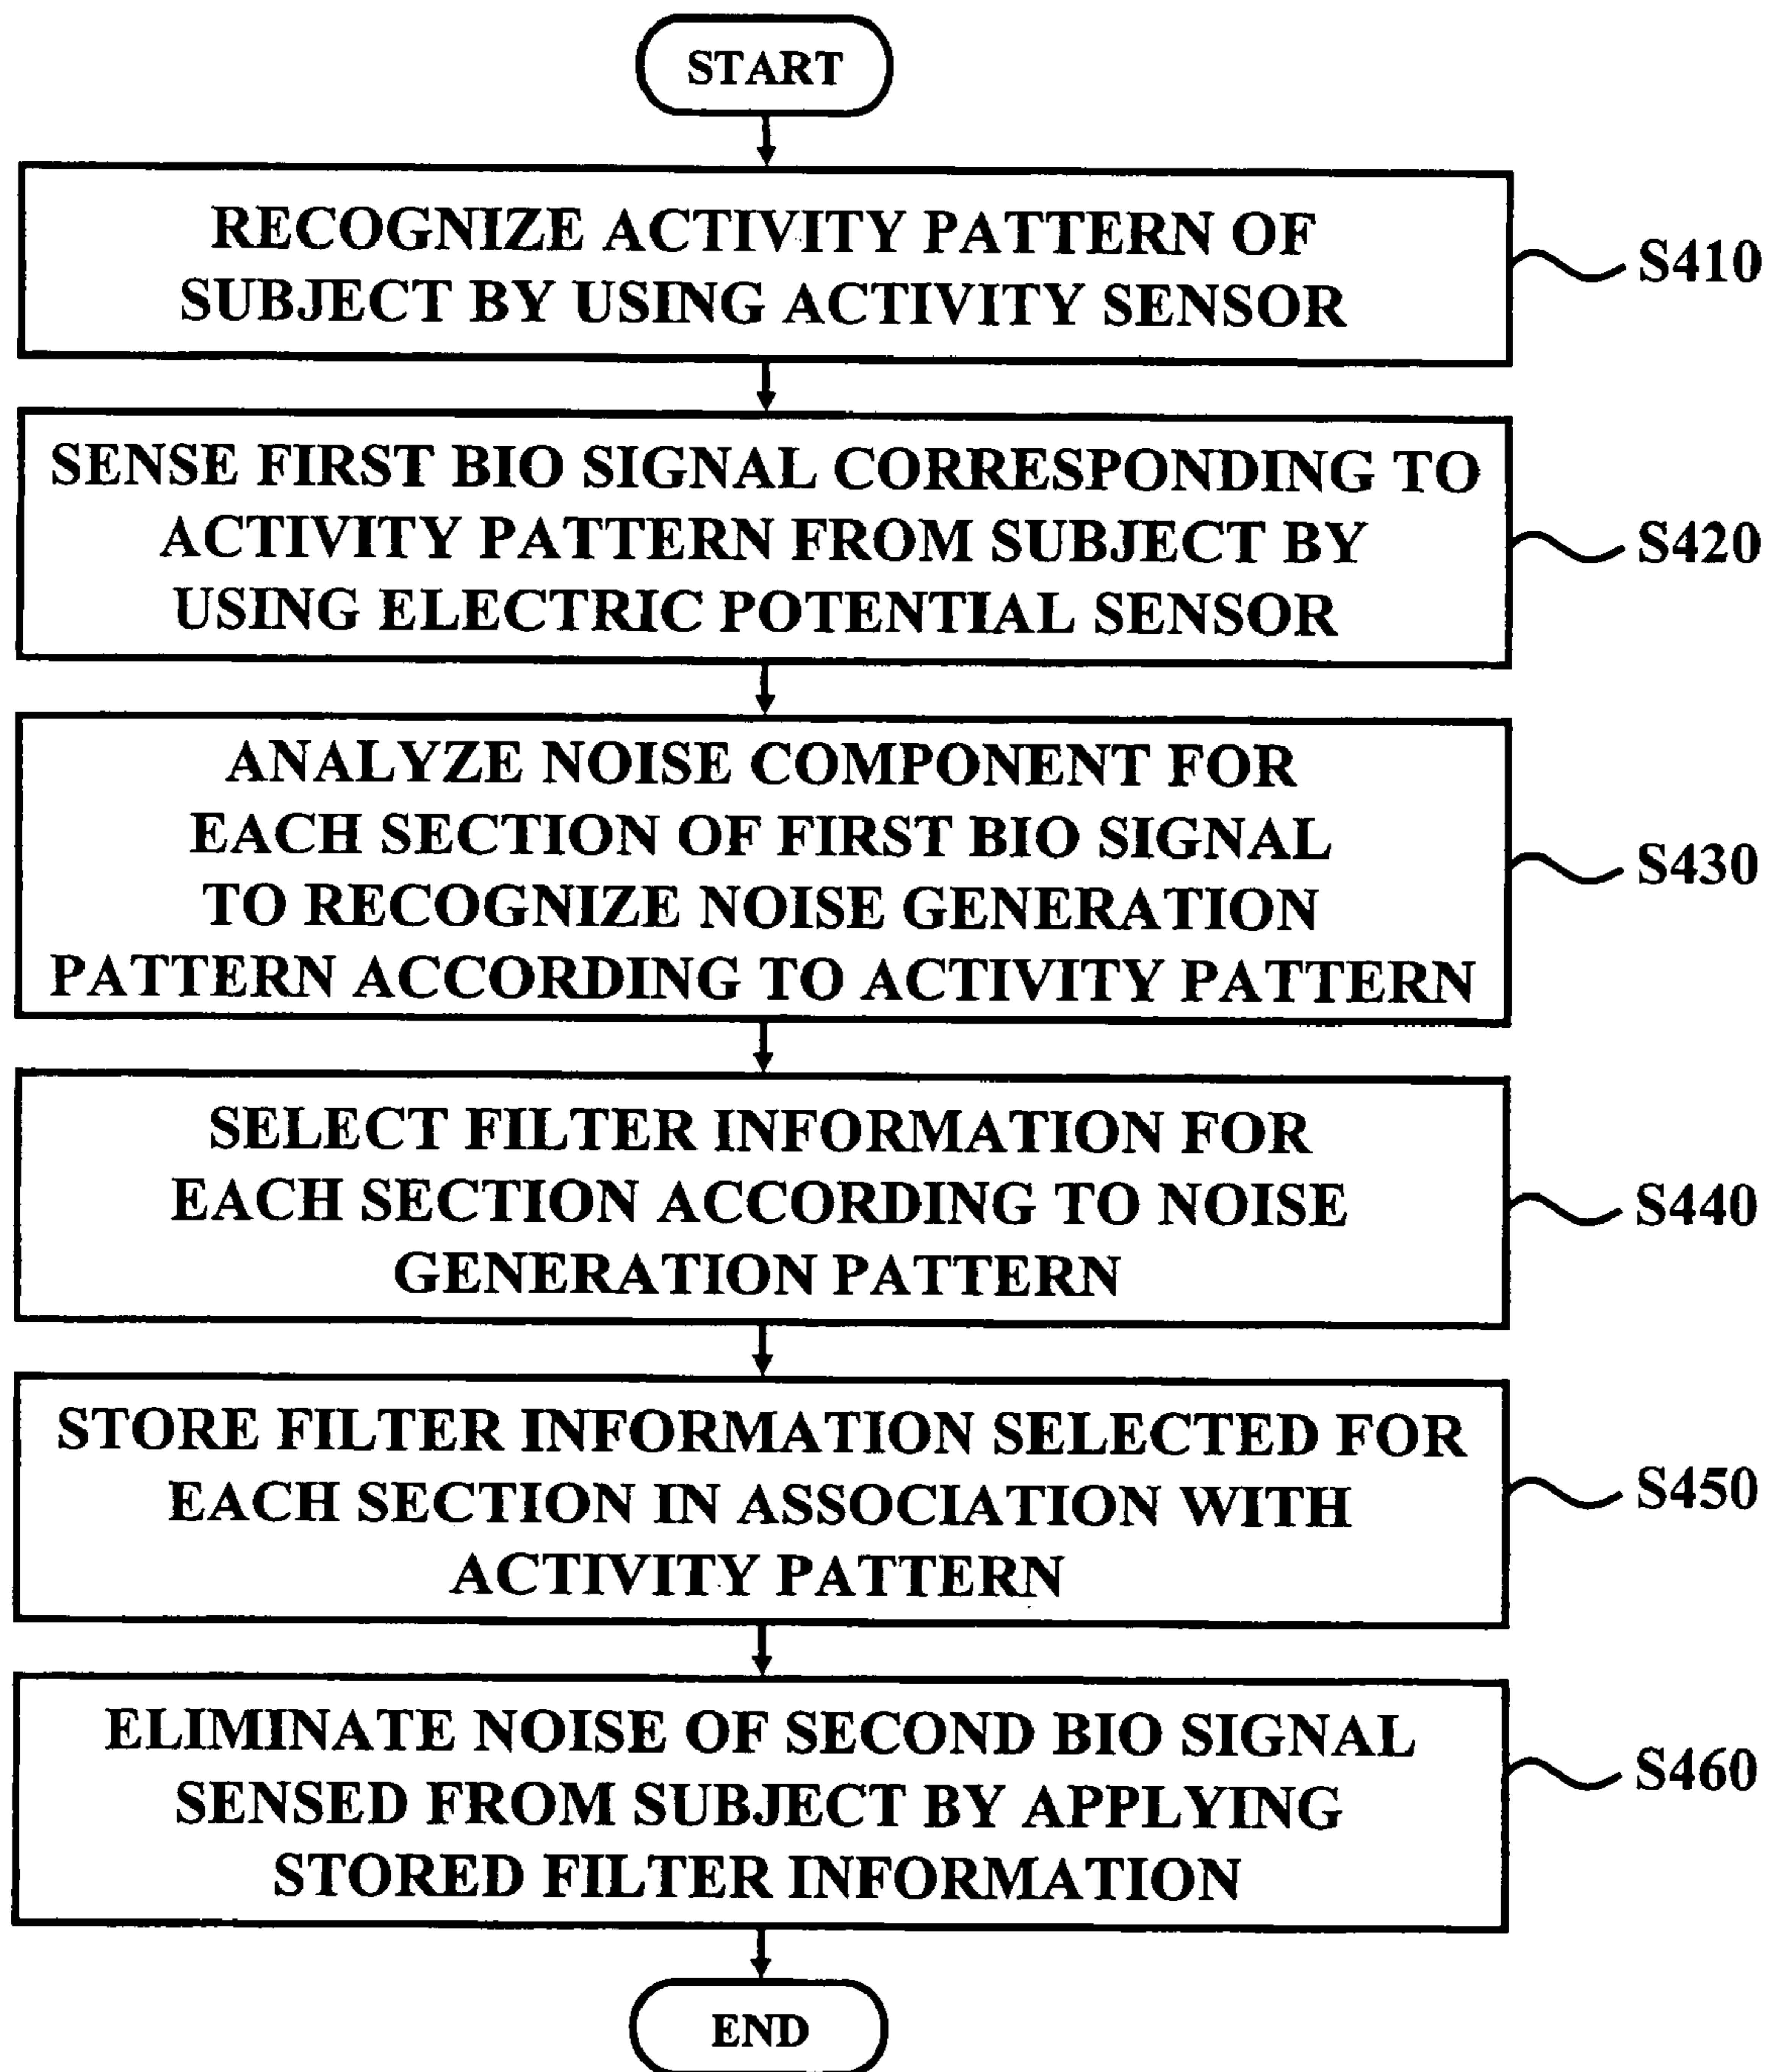 START
RECOGNIZE ACTIVITY PATTERN OF
SUBJECT BY USING ACTIVITY SENSOR
S410
SENSE FIRST BIO SIGNAL CORRESPONDING TO
ACTIVITY PATTERN FROM SUBJECT BY
USING ELECTRIC POTENTIAL SENSOR
S420
ANALYZE NOISE COMPONENT FOR
EACH SECTION OF FIRST BIO SIGNAL
TO RECOGNIZE NOISE GENERATION
PATTERN ACCORDING TO ACTIVITY PATTERN
S430
SELECT FILTER INFORMATION FOR
EACH SECTION ACCORDING TO NOISE
GENERATION PATTERN
S440
STORE FILTER INFORMATION SELECTED FOR
EACH SECTION IN ASSOCIATION WITH
ACTIVITY PATTERN
S450
ELIMINATE NOISE OF SECOND BIO SIGNAL
SENSED FROM SUBJECT BY APPLYING
STORED FILTER INFORMATION
S460
END